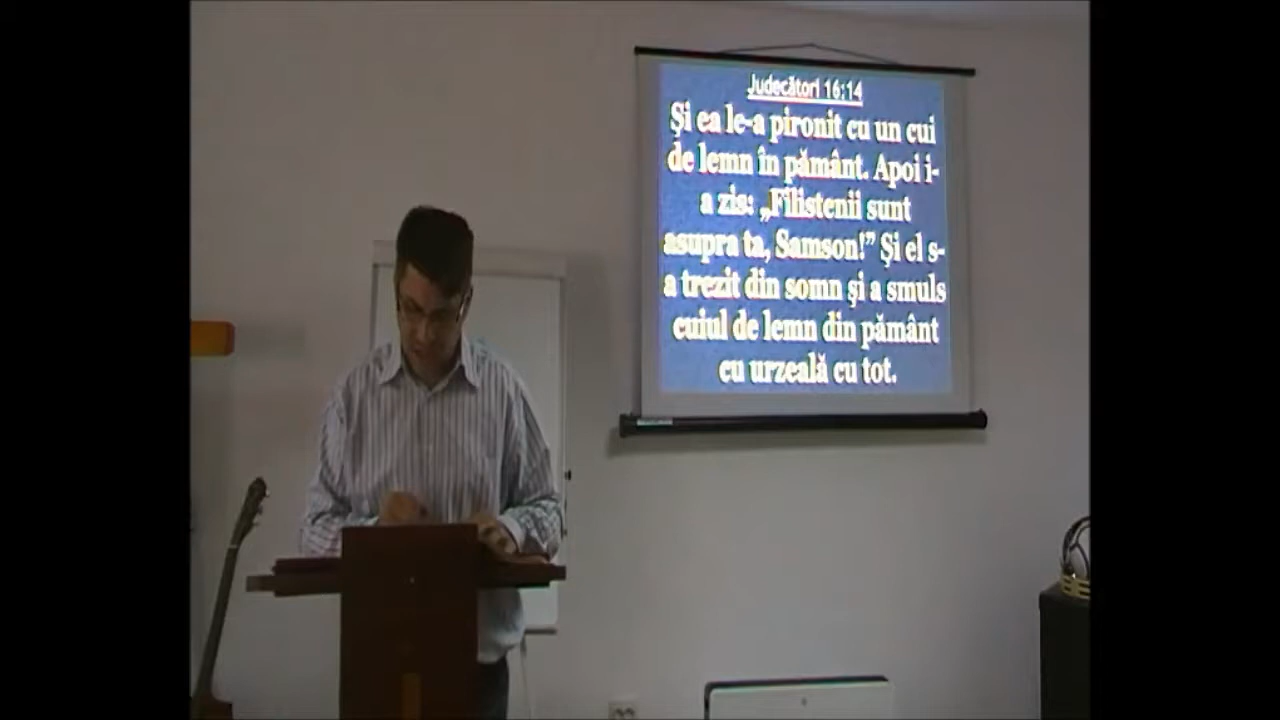 Judecători 16:14
Şi ea le-a pironit cu un cui
de lemn în pământ. Apoi i-
a zis: „Filistenii sunt
asupra ta, Samson!” Şi el s-
a trezit din somn şi a smuls
cuiul de lemn din pământ
cu urzeală cu tot.